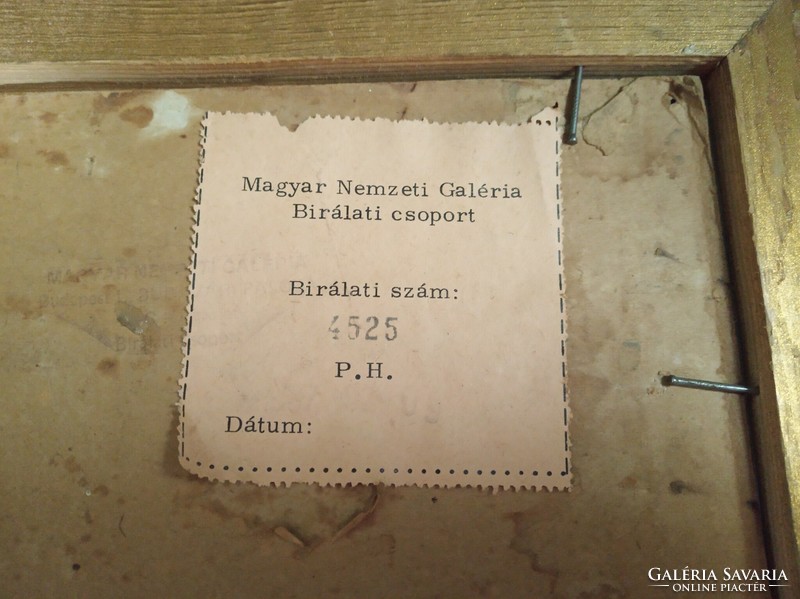 Magyar Nemzeti Galéria
Birálati csoport
Birálati szám:
4525
P.H.
Dátum:
GALÉRIA SAVARIA
ONLINE PIACTÉR